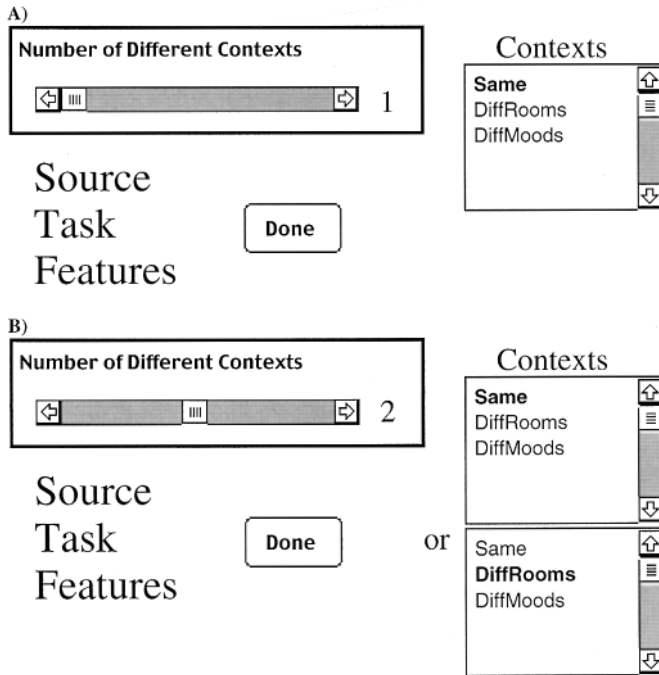 A)
Number of Different Contexts
1
Contexts
Same
DiffRooms
DiffMoods
Source
Task
Features
Done
B)
Number of Different Contexts
2
Contexts
Same
DiffRooms
DiffMoods
Source
Task
Features
Done
or
Same
DiffRooms
DiffMoods